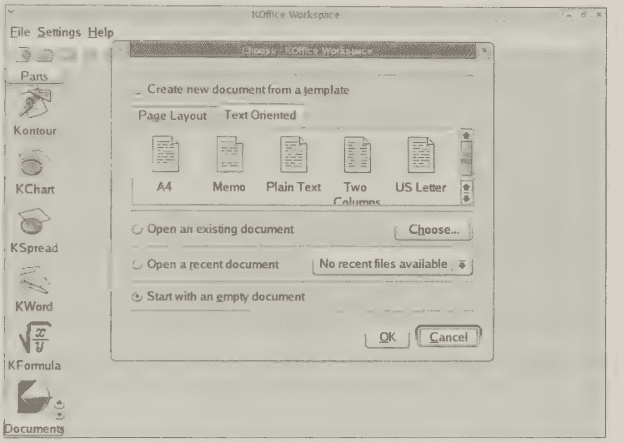 KOffice Workspace
File Settings Help
Choose - KOffice Workspace
Parts
Create new document from a template
Page Layout Text Oriented
Kontour
A4 Memo Plain Text Two Columns US Letter
KChart
Open an existing document Choose...
KSpread
Open a recent document No recent files available
Start with an empty document
KWord
x
y
OK Cancel
KFormula
Documents